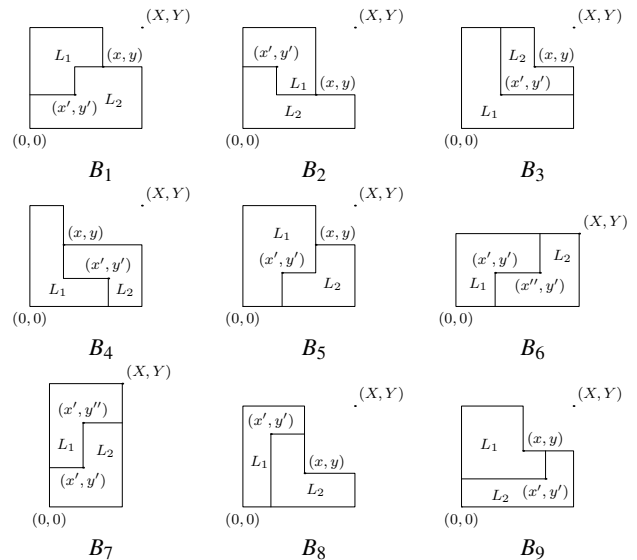 (X, Y)
L₁
(x, y)
(x′, y′)
L₂
(0, 0)
B₁
(X, Y)
(x′, y′)
L₁
(x, y)
L₂
(0, 0)
B₂
(X, Y)
L₂
(x, y)
(x′, y′)
L₁
(0, 0)
B₃
(X, Y)
(x, y)
(x′, y′)
L₁
L₂
(0, 0)
B₄
(X, Y)
L₁
(x, y)
(x′, y′)
L₂
(0, 0)
B₅
(X, Y)
(x′, y′)
L₂
L₁
(x″, y′)
(0, 0)
B₆
(X, Y)
(x′, y″)
L₁
L₂
(x′, y′)
(0, 0)
B₇
(X, Y)
(x′, y′)
L₁
(x, y)
L₂
(0, 0)
B₈
(X, Y)
L₁
(x, y)
L₂
(x′, y′)
(0, 0)
B₉